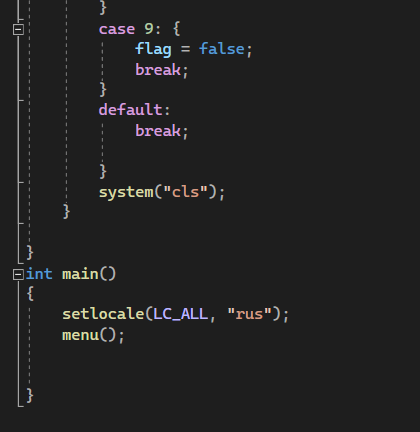 }
case 9: {
flag = false;
break;
}
default:
break;
}
system("cls");
}
}
int main()
{
setlocale(LC_ALL, "rus");
menu();
}